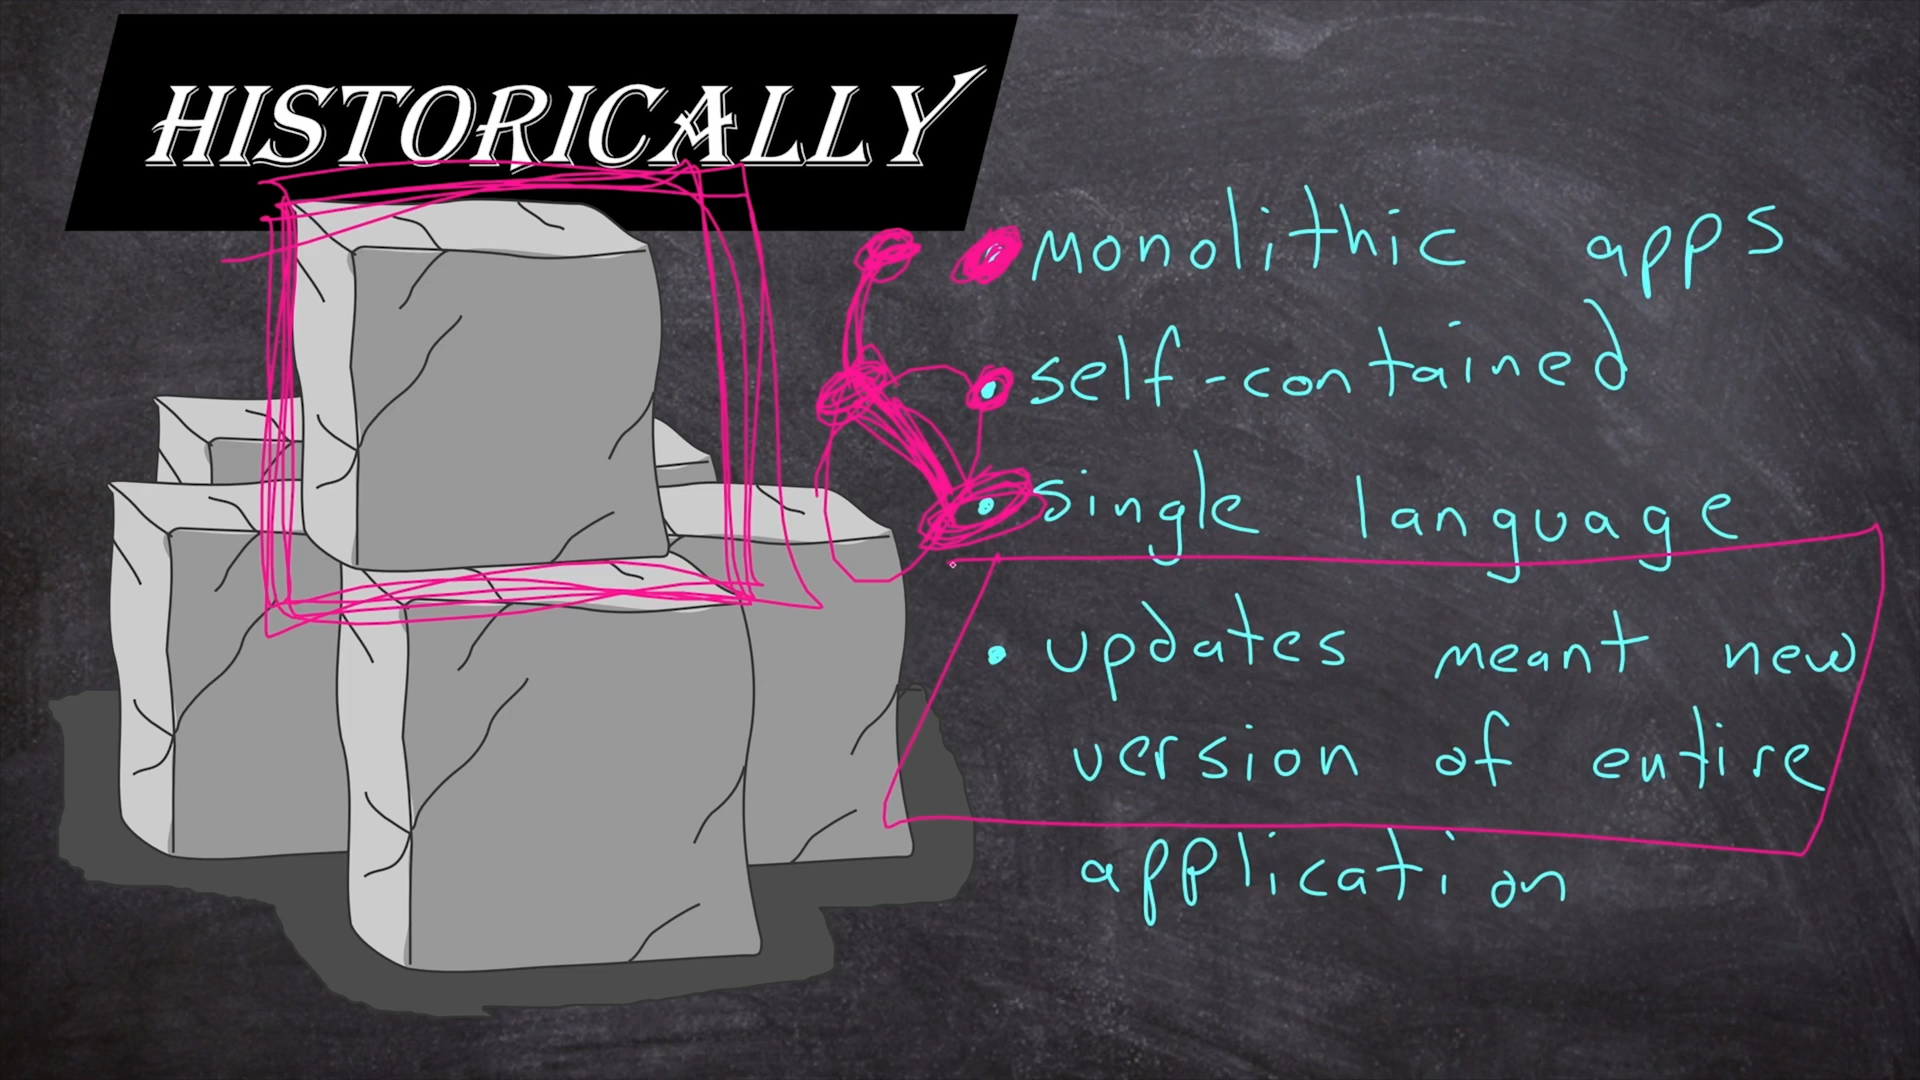 HISTORICALLY
• monolithic apps
• self-contained
• single language
• updates meant new
version of entire
application